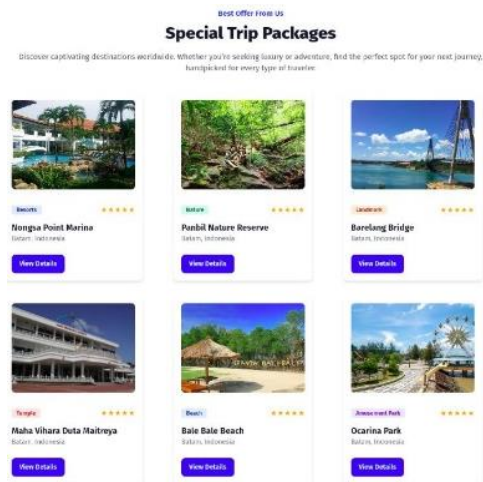 Best Offer From Us
Special Trip Packages
Discover captivating destinations worldwide. Whether you're seeking luxury or adventure, find the perfect spot for your next journey,
handpicked for every type of traveler.
Resorts
Nature
Landmark
Nongsa Point Marina
Panbil Nature Reserve
Barelang Bridge
Batam, Indonesia
Batam, Indonesia
Batam, Indonesia
View Details
View Details
View Details
Temple
Beach
Amusement Park
Maha Vihara Duta Maitreya
Bale Bale Beach
Ocarina Park
Batam, Indonesia
Batam, Indonesia
Batam, Indonesia
View Details
View Details
View Details